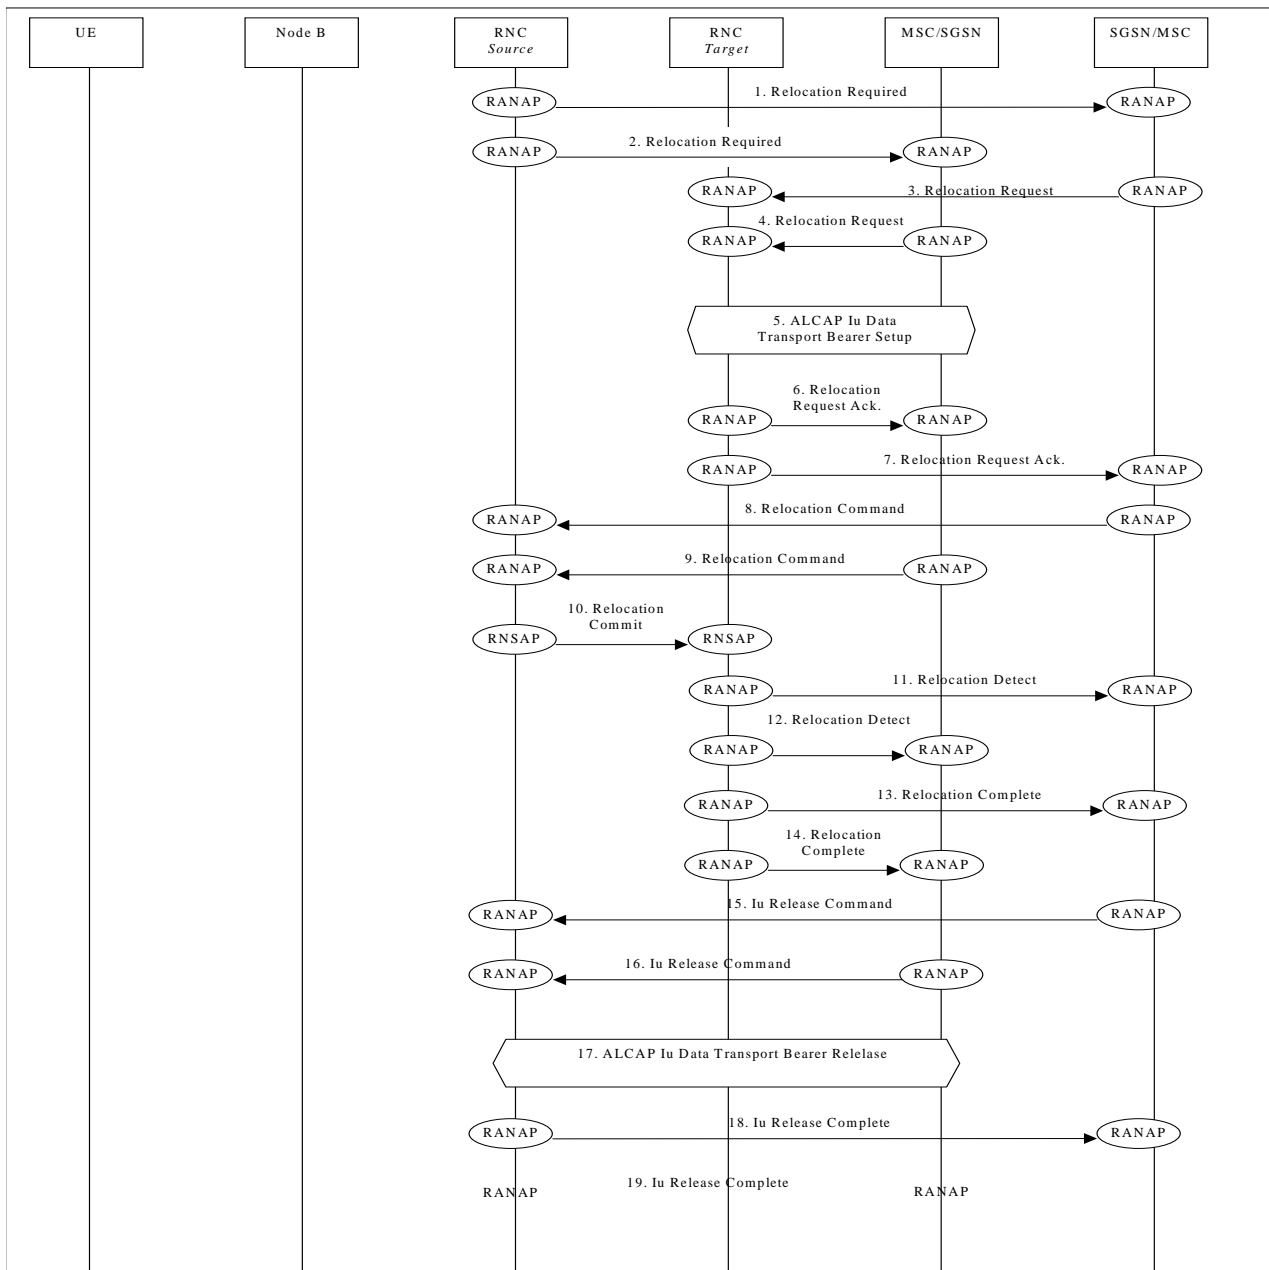 UE
Node B
RNC
Source
RNC
Target
MSC/SGSN
SGSN/MSC
RANAP
1. Relocation Required
RANAP
RANAP
2. Relocation Required
RANAP
RANAP
3. Relocation Request
RANAP
RANAP
4. Relocation Request
RANAP
5. ALCAP Iu Data
Transport Bearer Setup
RANAP
6. Relocation
Request Ack.
RANAP
RANAP
7. Relocation Request Ack.
RANAP
RANAP
8. Relocation Command
RANAP
RANAP
9. Relocation Command
RANAP
RNSAP
10. Relocation
Commit
RNSAP
RANAP
11. Relocation Detect
RANAP
RANAP
12. Relocation Detect
RANAP
RANAP
13. Relocation Complete
RANAP
RANAP
14. Relocation
Complete
RANAP
RANAP
15. Iu Release Command
RANAP
RANAP
16. Iu Release Command
RANAP
17. ALCAP Iu Data Transport Bearer Relelase
RANAP
18. Iu Release Complete
RANAP
RANAP
19. Iu Release Complete
RANAP